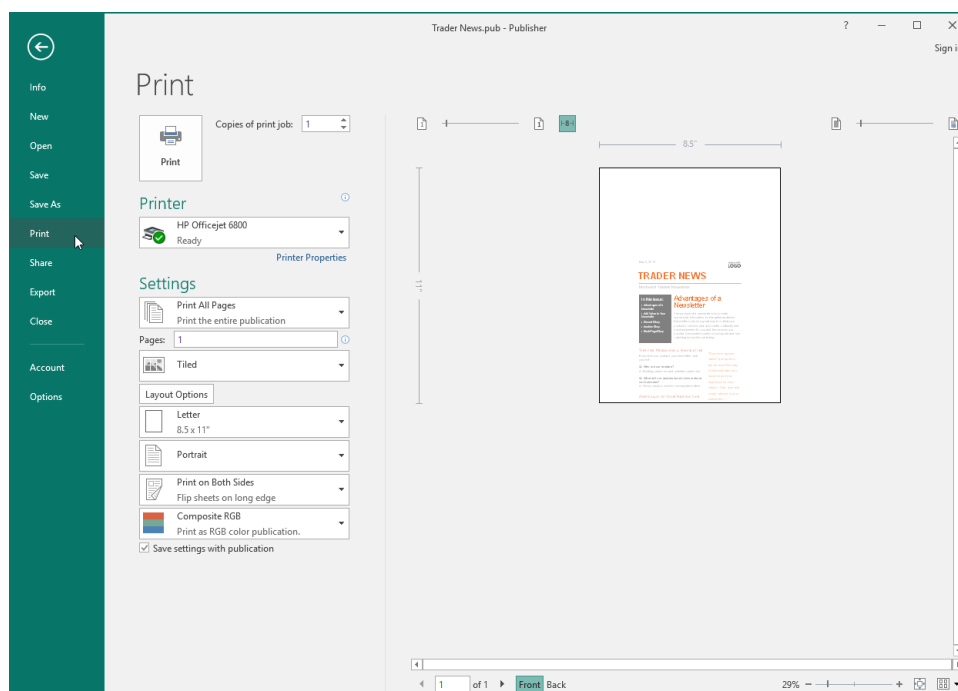 Trader News.pub - Publisher
?
Sign i
Info
New
Open
Save
Save As
Print
Share
Export
Close
Account
Options
Print
Print
Copies of print job: 1
Printer
HP Officejet 6800
Ready
Printer Properties
Settings
Print All Pages
Print the entire publication
Pages: 1
Tiled
Layout Options
Letter
8.5 x 11"
Portrait
Print on Both Sides
Flip sheets on long edge
Composite RGB
Print as RGB color publication.
Save settings with publication
1
1
-8-
8.5"
11"
LOGO
TRADER NEWS
Advantages of a
Newsletter
1 of 1 Front Back
29%